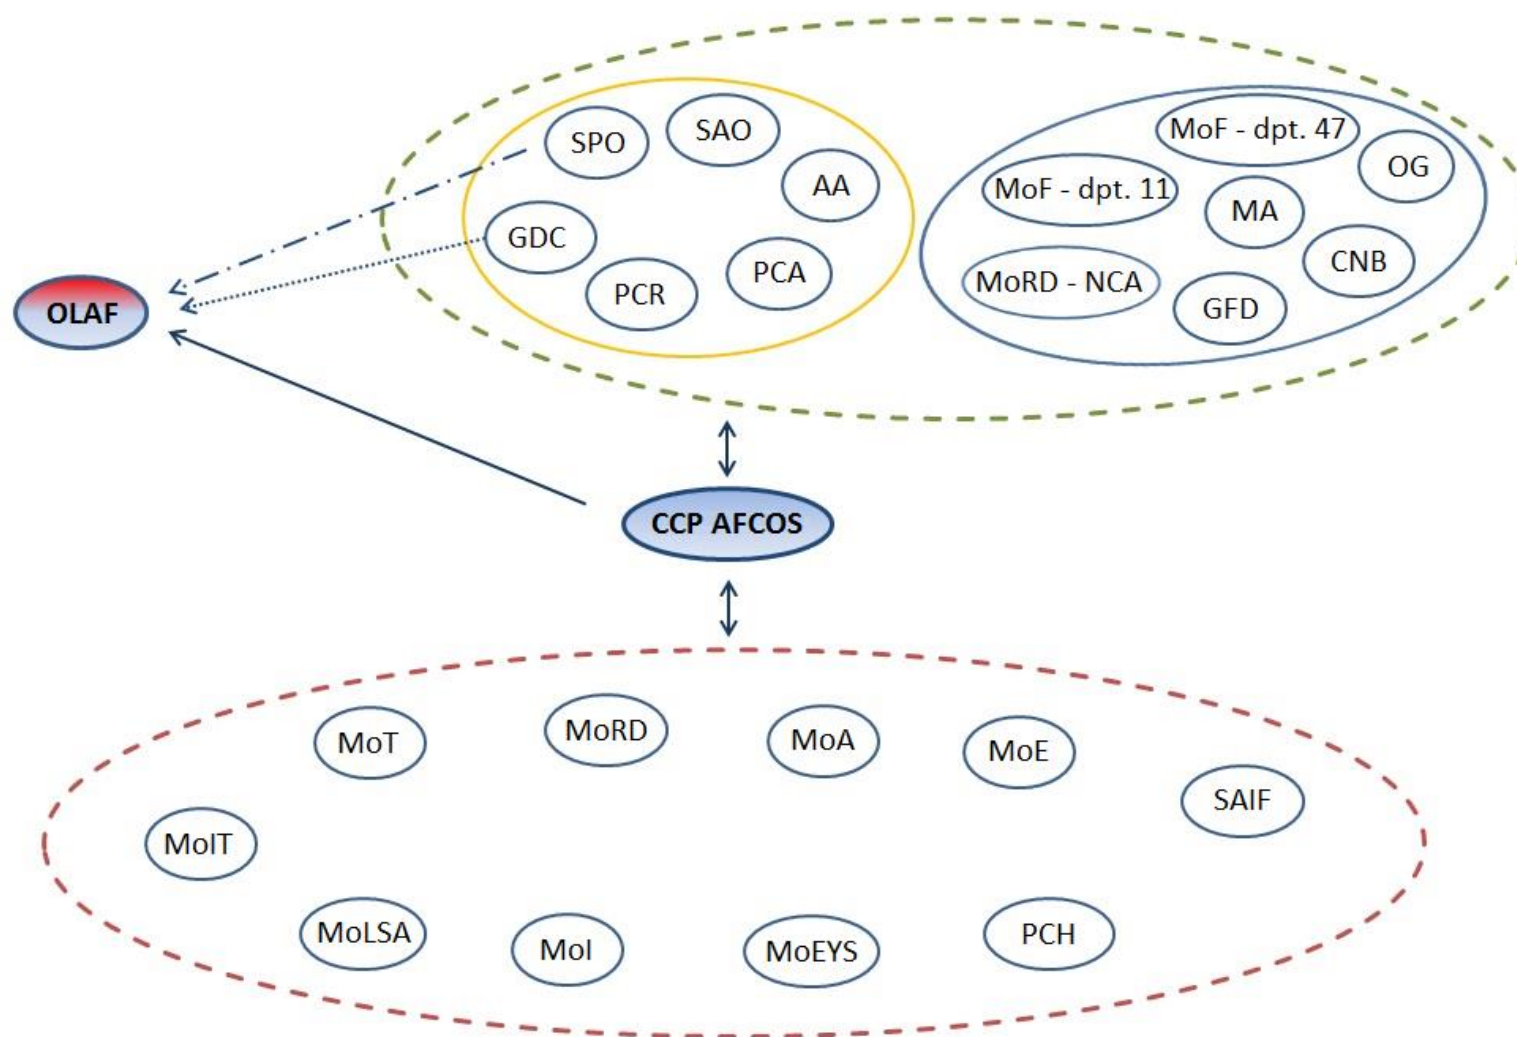 MoF - dpt. 47
SPO
SAO
OG
AA
MoF - dpt. 11
MA
GDC
CNB
PCA
MoRD - NCA
PCR
GFD
OLAF
CCP AFCOS
MoT
MoRD
MoA
MoE
SAIF
MoIT
MoLSA
MoI
MoEYS
PCH